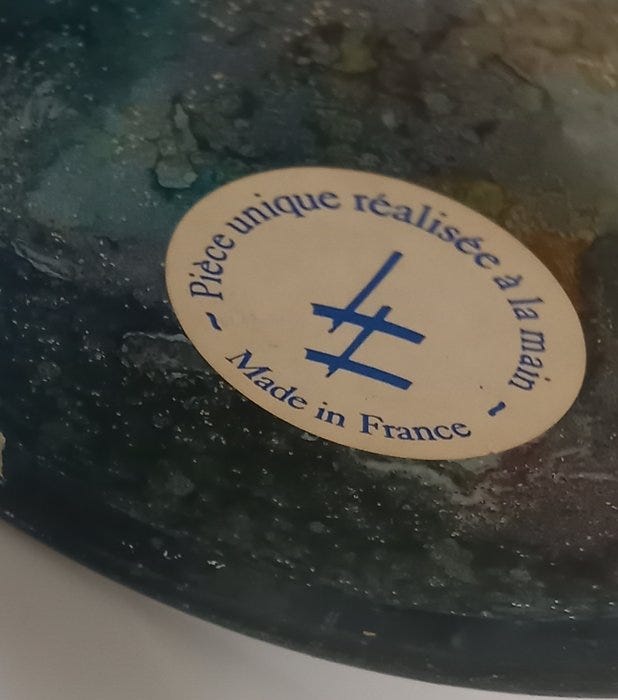 ~ Pièce unique réalisée à la main ~
Made in France